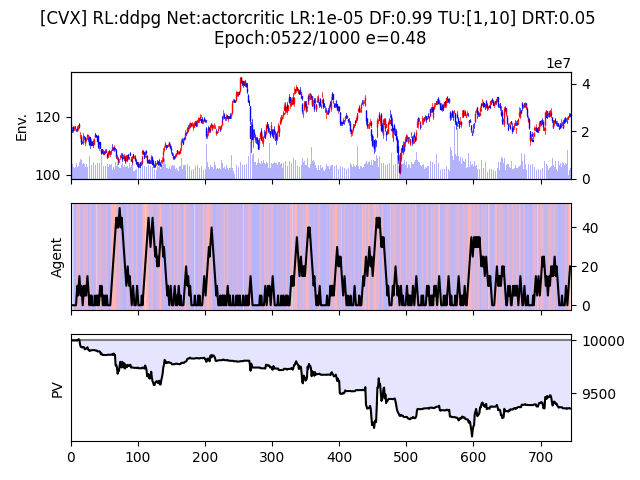 [CVX] RL:ddpg Net:actorcritic LR:1e-05 DF:0.99 TU:[1,10] DRT:0.05
Epoch:0522/1000 e=0.48
1e7
Env.
120
100
4
2
0
Agent
40
20
0
PV
10000
9500
0 100 200 300 400 500 600 700